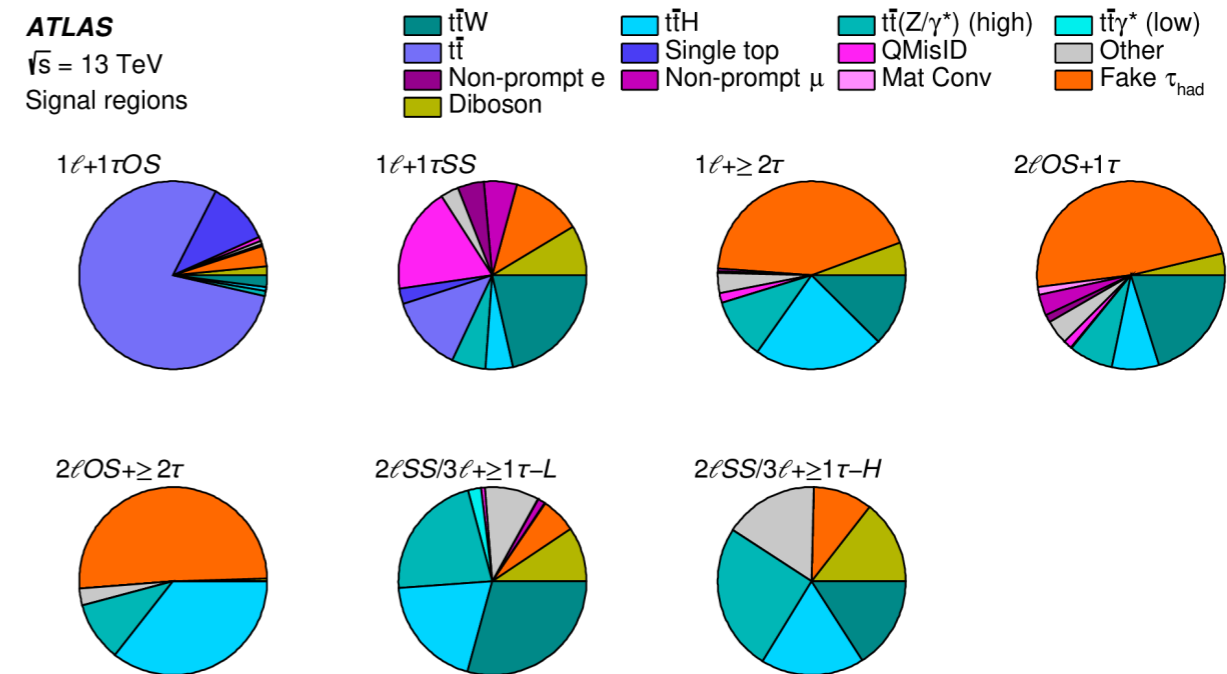 ATLAS
√s = 13 TeV
Signal regions
tt̄W tt̄H tt̄(Z/γ*) (high) tt̄γ* (low)
tt̄ Single top QMisID Other
Non-prompt e Non-prompt μ Mat Conv Fake τhad
Diboson
1ℓ+1τOS 1ℓ+1τSS 1ℓ+≥2τ 2ℓOS+1τ
2ℓOS+≥2τ 2ℓSS/3ℓ+≥1τ–L 2ℓSS/3ℓ+≥1τ–H